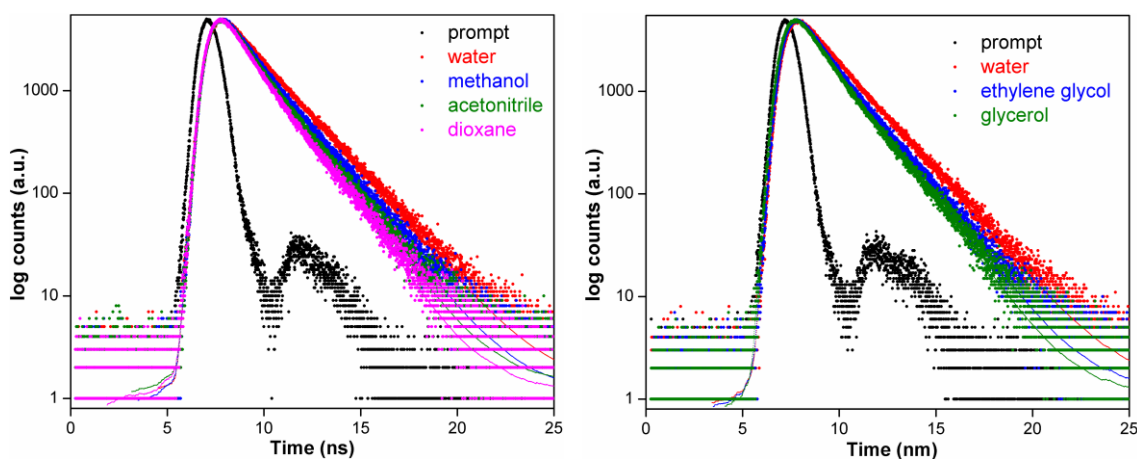 log counts (a.u.)
1000
100
10
1
prompt
water
methanol
acetonitrile
dioxane
0 5 10 15 20 25
Time (ns)
log counts (a.u.)
1000
100
10
1
prompt
water
ethylene glycol
glycerol
0 5 10 15 20 25
Time (nm)